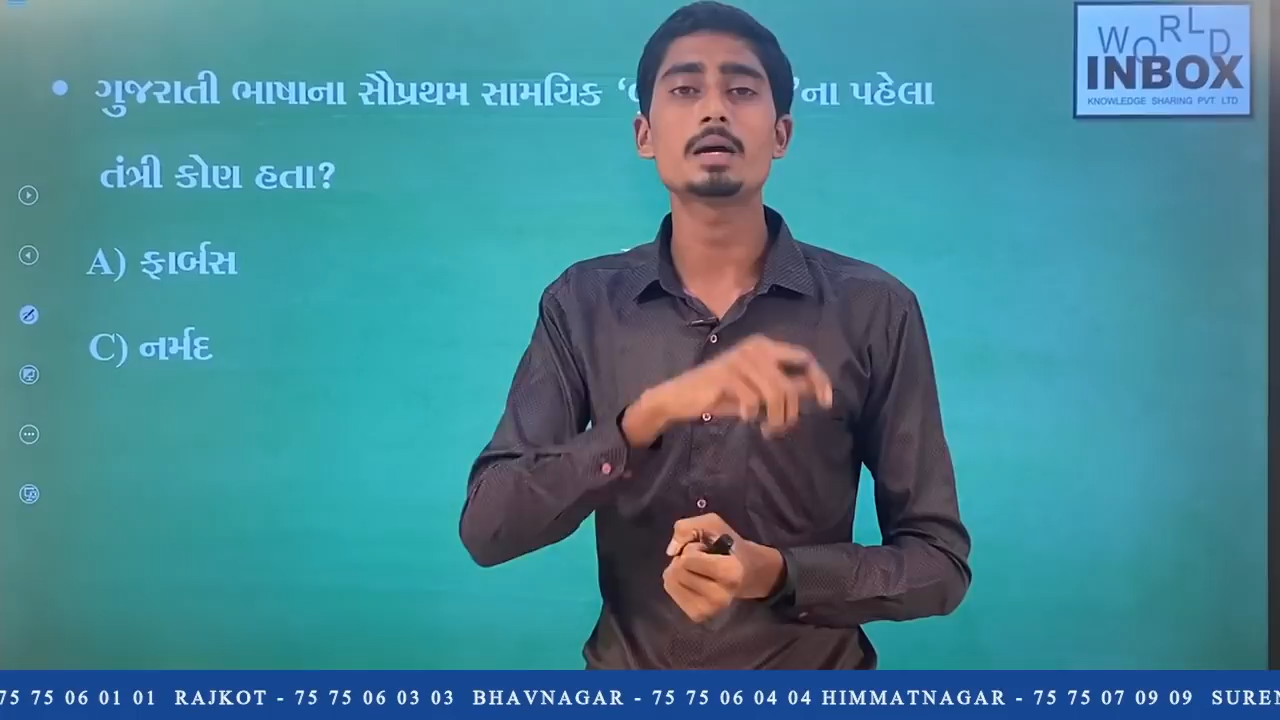 WORLD
INBOX
KNOWLEDGE SHARING PVT. LTD
ગુજરાતી ભાષાના સૌપ્રથમ સામયિક ‘ ’ના પહેલા
તંત્રી કોણ હતા?
A) ફાર્બસ
C) નર્મદ
75 75 06 01 01 RAJKOT - 75 75 06 03 03 BHAVNAGAR - 75 75 06 04 04 HIMMATNAGAR - 75 75 07 09 09 SUREN